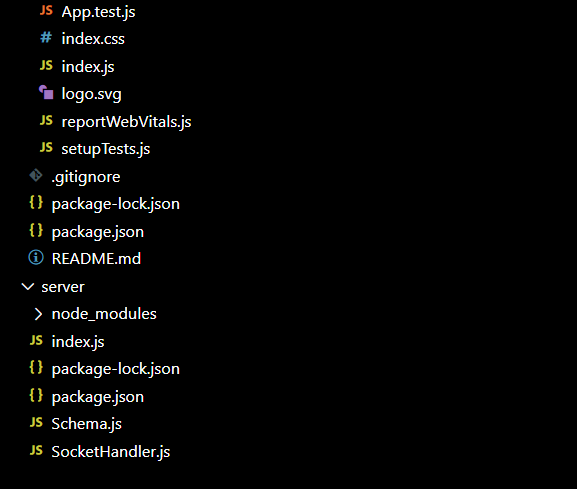 JS App.test.js
# index.css
JS index.js
logo.svg
JS reportWebVitals.js
JS setupTests.js
.gitignore
{} package-lock.json
{} package.json
README.md
server
node_modules
JS index.js
{} package-lock.json
{} package.json
JS Schema.js
JS SocketHandler.js